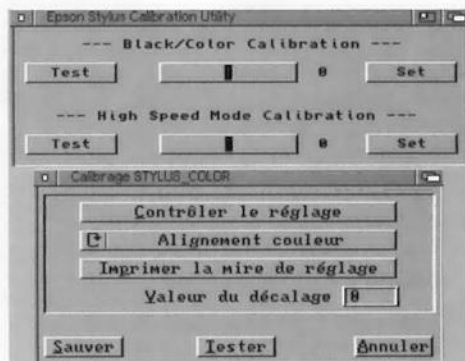 Epson Stylus Calibration Utility
--- Black/Color Calibration ---
Test 0 Set
--- High Speed Mode Calibration ---
Test 0 Set
Calibrage STYLUS_COLOR
Contrôler le réglage
Alignement couleur
Imprimer la mire de réglage
Valeur du décalage 0
Sauver Tester Annuler